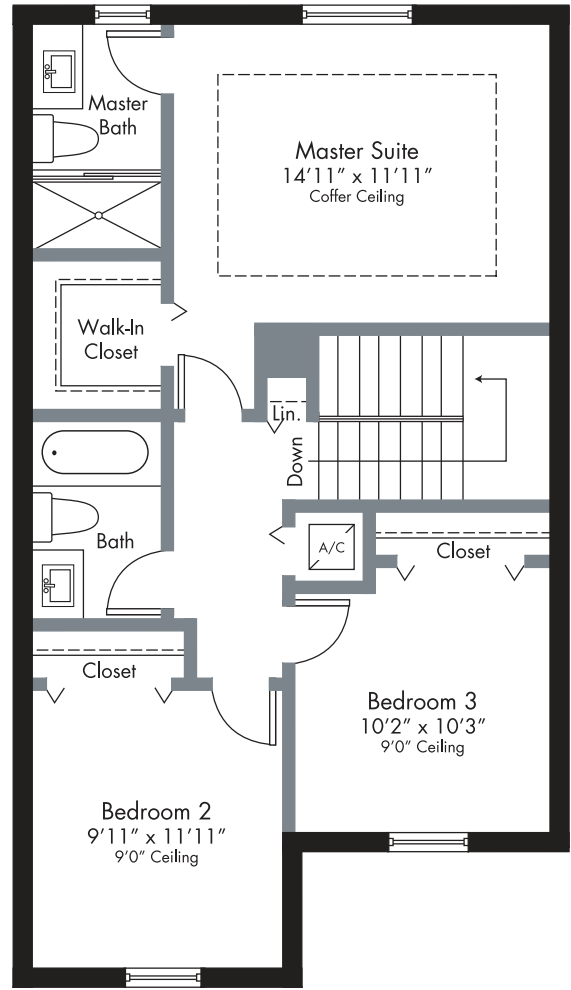 Master
Bath
Master Suite
14'11" x 11'11"
Coffer Ceiling
Walk-In
Closet
Lin.
Down
Bath
A/C
Closet
Closet
Bedroom 3
10'2" x 10'3"
9'0" Ceiling
Bedroom 2
9'11" x 11'11"
9'0" Ceiling